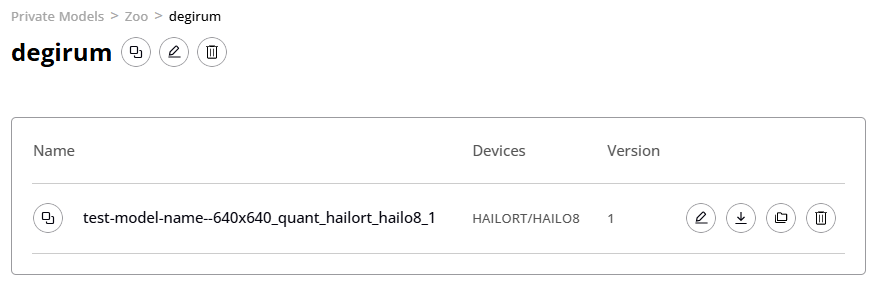 Private Models > Zoo > degirum
degirum
Name Devices Version
test-model-name--640x640_quant_hailort_hailo8_1 HAILORT/HAILO8 1